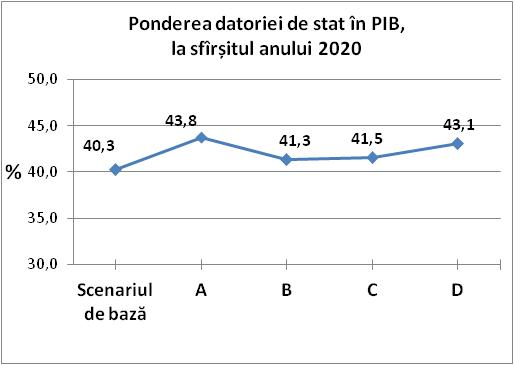 Ponderea datoriei de stat în PIB,
la sfîrșitul anului 2020
50,0
45,0
40,0
35,0
30,0
%
40,3
43,8
41,3
41,5
43,1
Scenariul
de bază
A
B
C
D